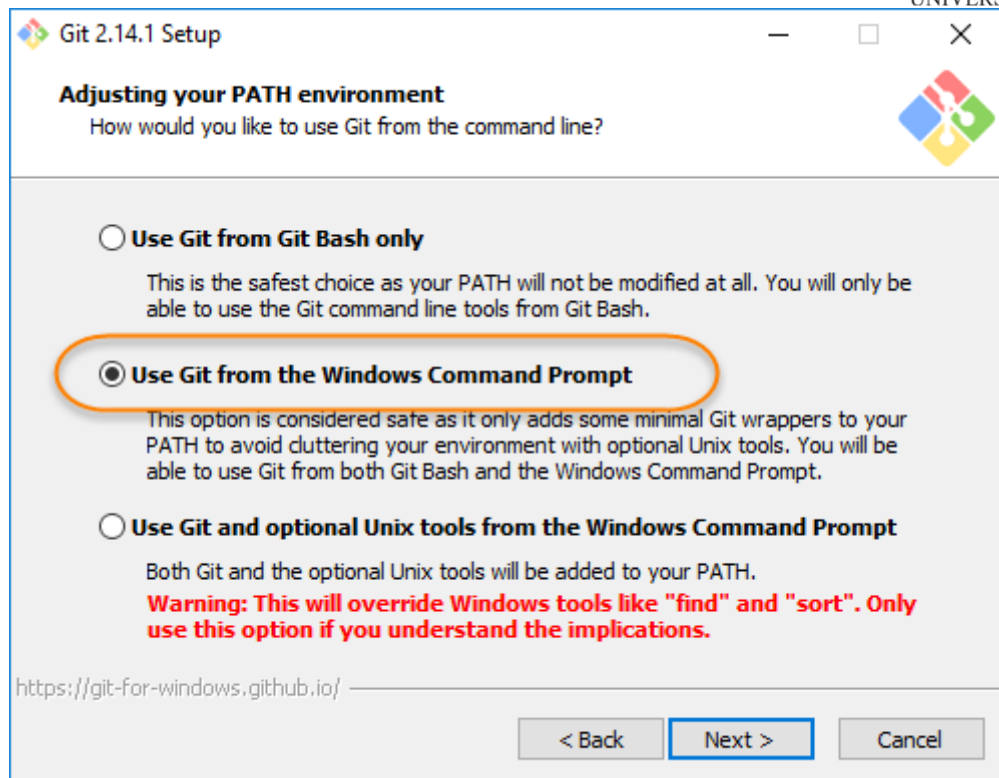 UNIVERS
Git 2.14.1 Setup
Adjusting your PATH environment
How would you like to use Git from the command line?
Use Git from Git Bash only
This is the safest choice as your PATH will not be modified at all. You will only be
able to use the Git command line tools from Git Bash.
Use Git from the Windows Command Prompt
This option is considered safe as it only adds some minimal Git wrappers to your
PATH to avoid cluttering your environment with optional Unix tools. You will be
able to use Git from both Git Bash and the Windows Command Prompt.
Use Git and optional Unix tools from the Windows Command Prompt
Both Git and the optional Unix tools will be added to your PATH.
Warning: This will override Windows tools like "find" and "sort". Only
use this option if you understand the implications.
https://git-for-windows.github.io/
< Back Next > Cancel